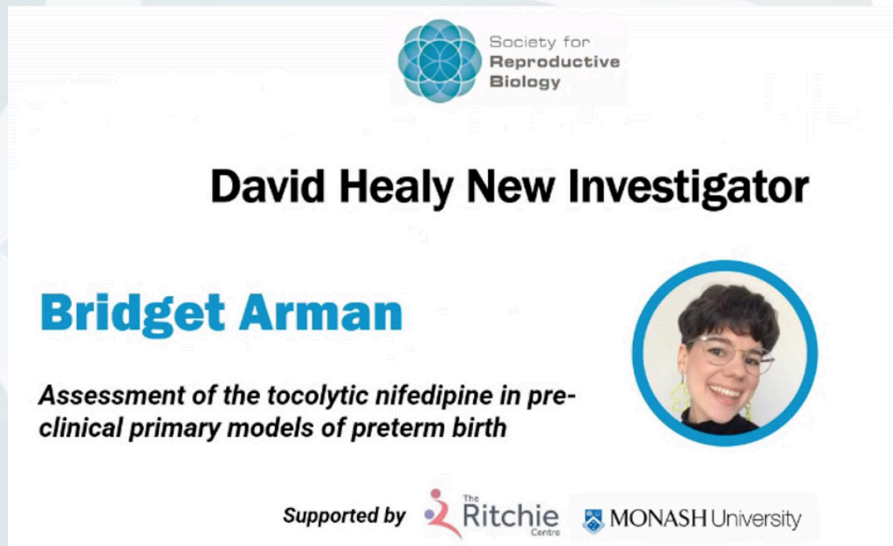 Society for
Reproductive
Biology
David Healy New Investigator
Bridget Arman
Assessment of the tocolytic nifedipine in pre-
clinical primary models of preterm birth
Supported by
The
Ritchie
Centre
MONASH University